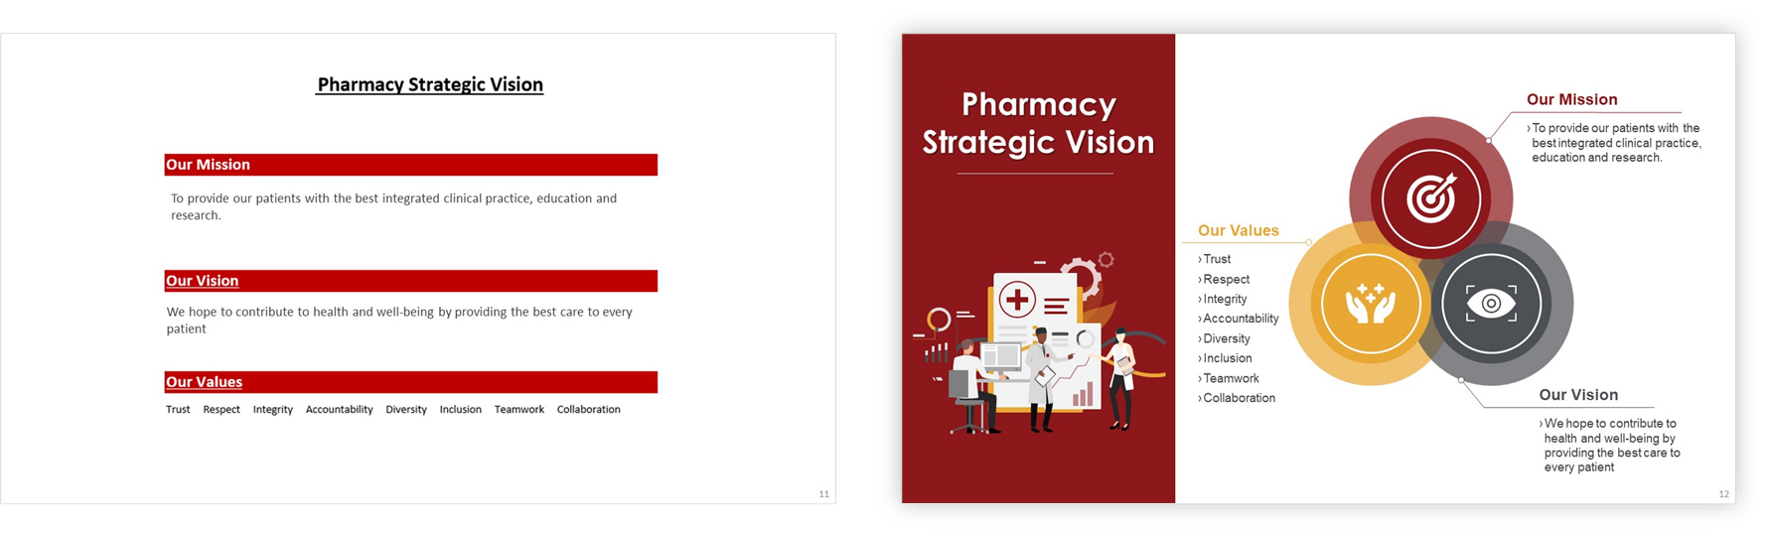 Pharmacy Strategic Vision
Our Mission
To provide our patients with the best integrated clinical practice, education and
research.
Our Vision
We hope to contribute to health and well-being by providing the best care to every
patient
Our Values
Trust Respect Integrity Accountability Diversity Inclusion Teamwork Collaboration
11
Pharmacy
Strategic Vision
Our Mission
› To provide our patients with the
best integrated clinical practice,
education and research.
Our Values
› Trust
› Respect
› Integrity
› Accountability
› Diversity
› Inclusion
› Teamwork
› Collaboration
Our Vision
› We hope to contribute to
health and well-being by
providing the best care to
every patient
12